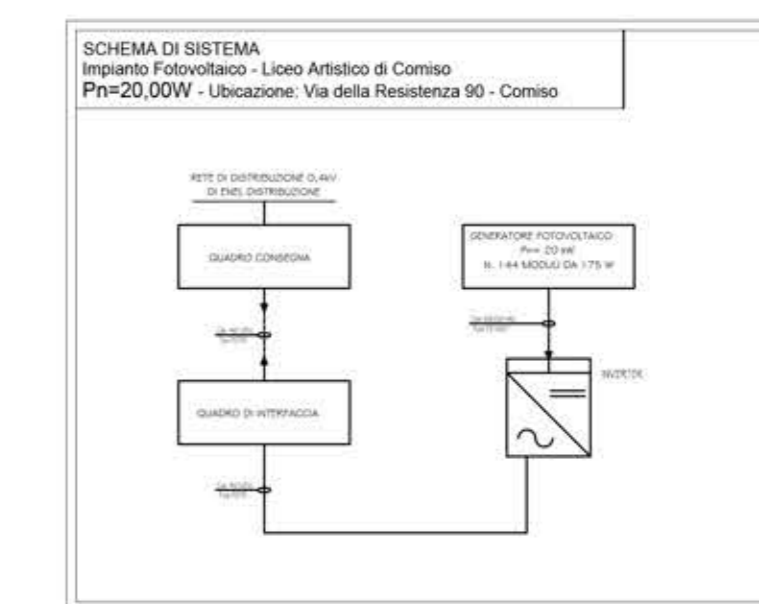 SCHEMA DI SISTEMA
Impianto Fotovoltaico - Liceo Artistico di Comiso
Pn=20,00W - Ubicazione: Via della Resistenza 90 - Comiso
RETE DI DISTRIBUZIONE 0,4kV
DI ENEL DISTRIBUZIONE
QUADRO CONSEGNA
GENERATORE FOTOVOLTAICO
Pn= 20 kW
N. 144 MODULI DA 175 W
INVERTER
QUADRO DI INTERFACCIA